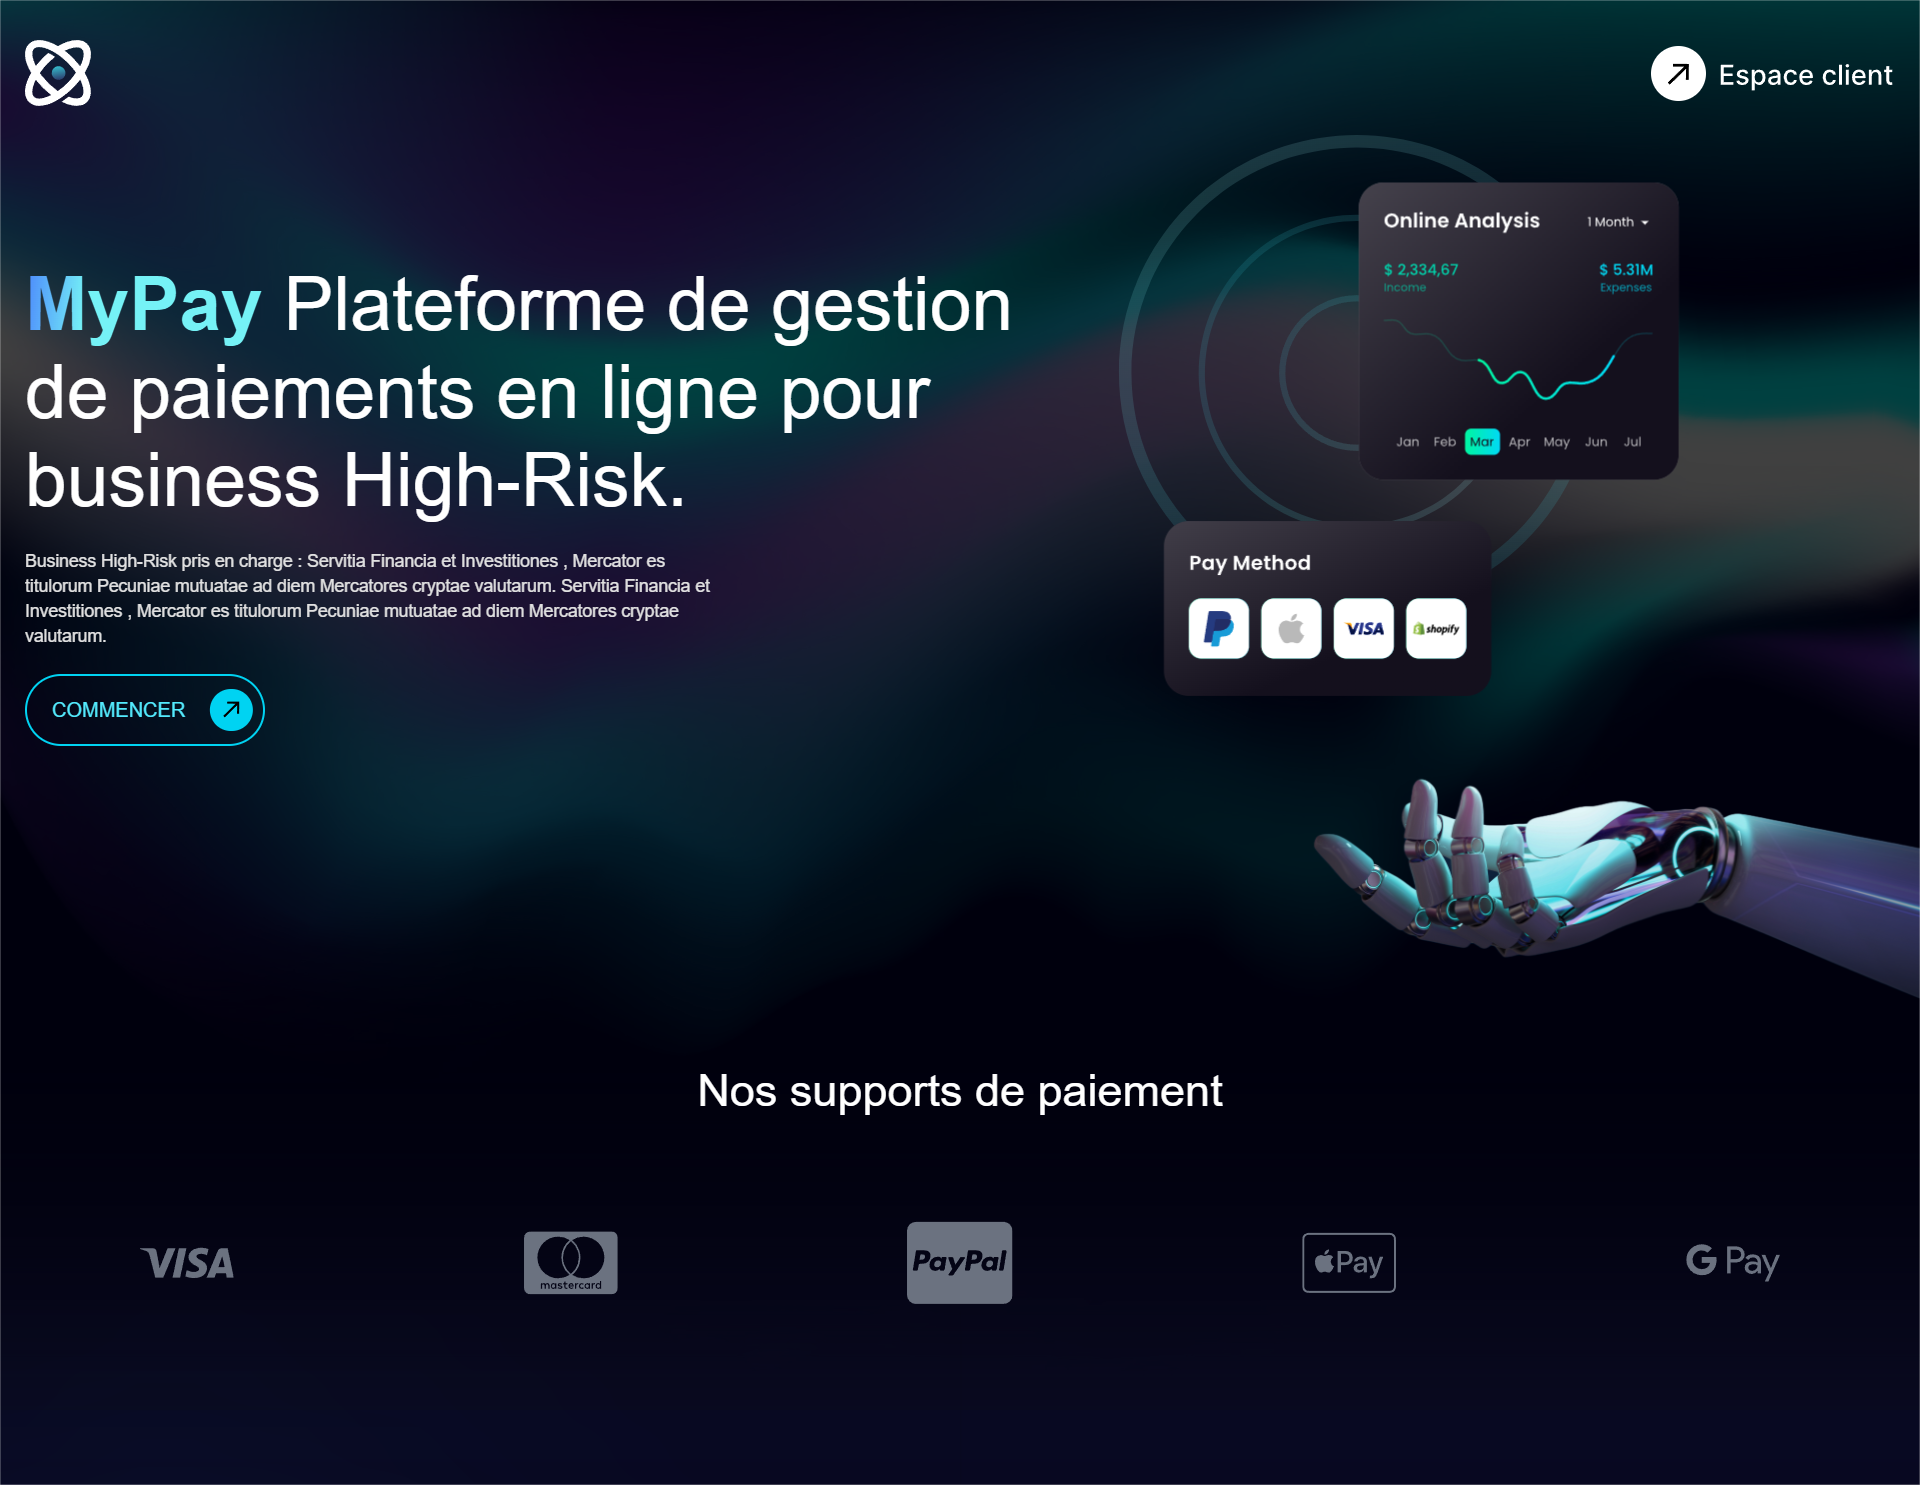 Espace client
MyPay Plateforme de gestion
de paiements en ligne pour
business High-Risk.
Business High-Risk pris en charge : Servitia Financia et Investitiones , Mercator es
titulorum Pecuniae mutuatae ad diem Mercatores cryptae valutarum. Servitia Financia et
Investitiones , Mercator es titulorum Pecuniae mutuatae ad diem Mercatores cryptae
valutarum.
COMMENCER
Online Analysis 1 Month
$ 2,334,67 $ 5.31M
Income Expenses
Jan Feb Mar Apr May Jun Jul
Pay Method
VISA shopify
Nos supports de paiement
VISA mastercard PayPal Pay G Pay